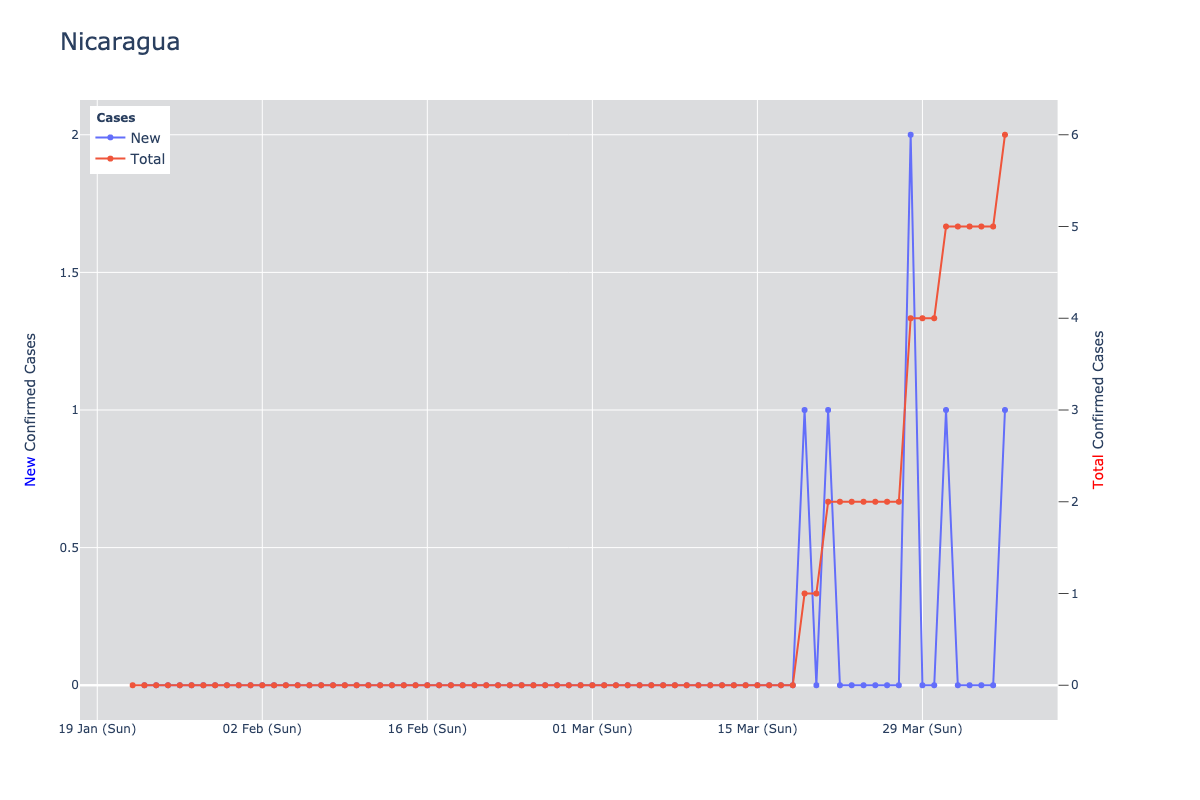 Nicaragua
Cases
New
Total
2
1.5
1
0.5
0
6
5
4
3
2
1
0
New Confirmed Cases
Total Confirmed Cases
19 Jan (Sun)
02 Feb (Sun)
16 Feb (Sun)
01 Mar (Sun)
15 Mar (Sun)
29 Mar (Sun)